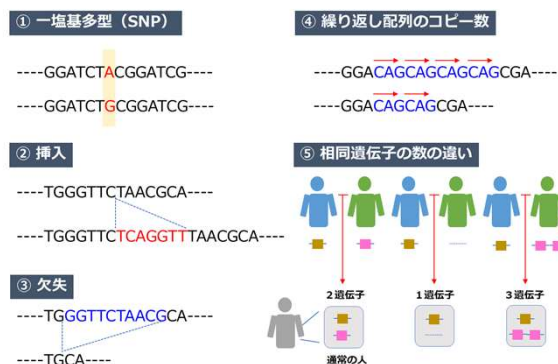 ① 一塩基多型（SNP）
----GGATCTACGGATCG----
----GGATCTGCGGATCG----
② 挿入
----TGGGTTCTAACGCA----
----TGGGTTCTCAGGTTTAACGCA----
③ 欠失
----TGGGTTCTAACGCA----
----TGCA----
④ 繰り返し配列のコピー数
----GGACAGCAGCAGCAGCGA----
----GGACAGCAGCGA----
⑤ 相同遺伝子の数の違い
2遺伝子
1遺伝子
3遺伝子
通常の人